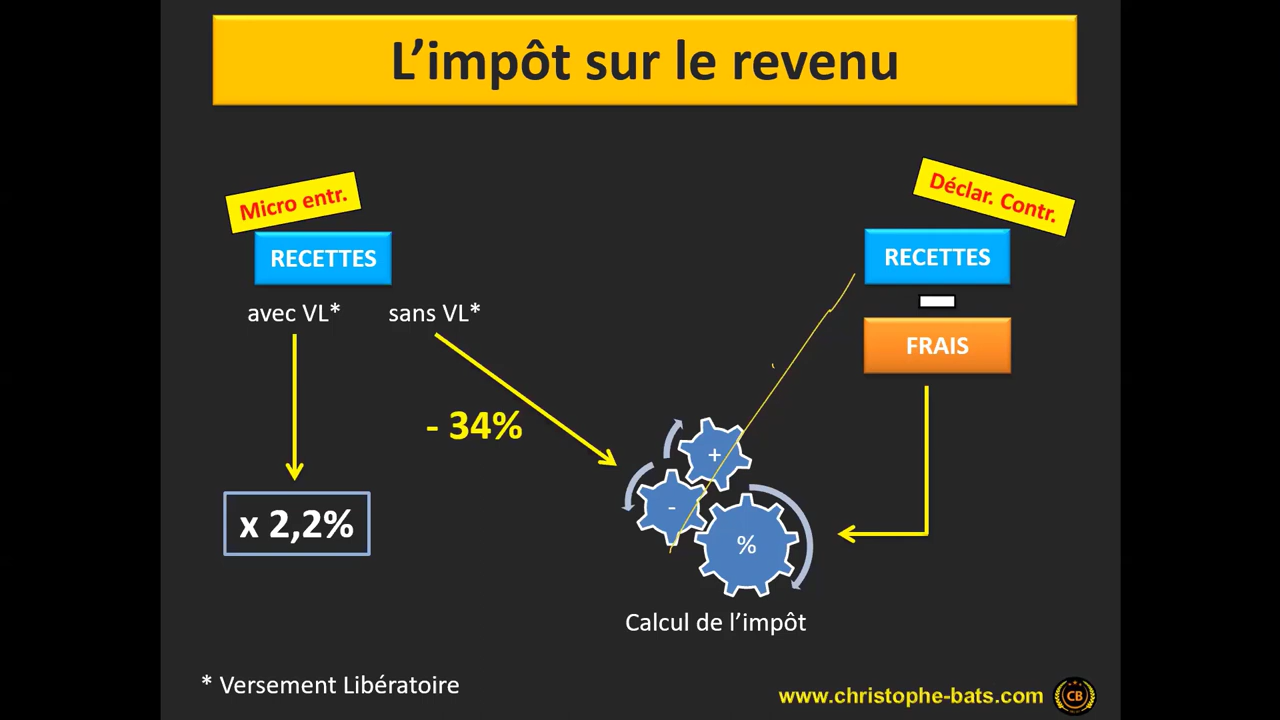 L'impôt sur le revenu
Micro entr.
RECETTES
avec VL* sans VL*
- 34%
x 2,2%
Déclar. Contr.
RECETTES
FRAIS
+
-
%
Calcul de l'impôt
* Versement Libératoire
www.christophe-bats.com
CB